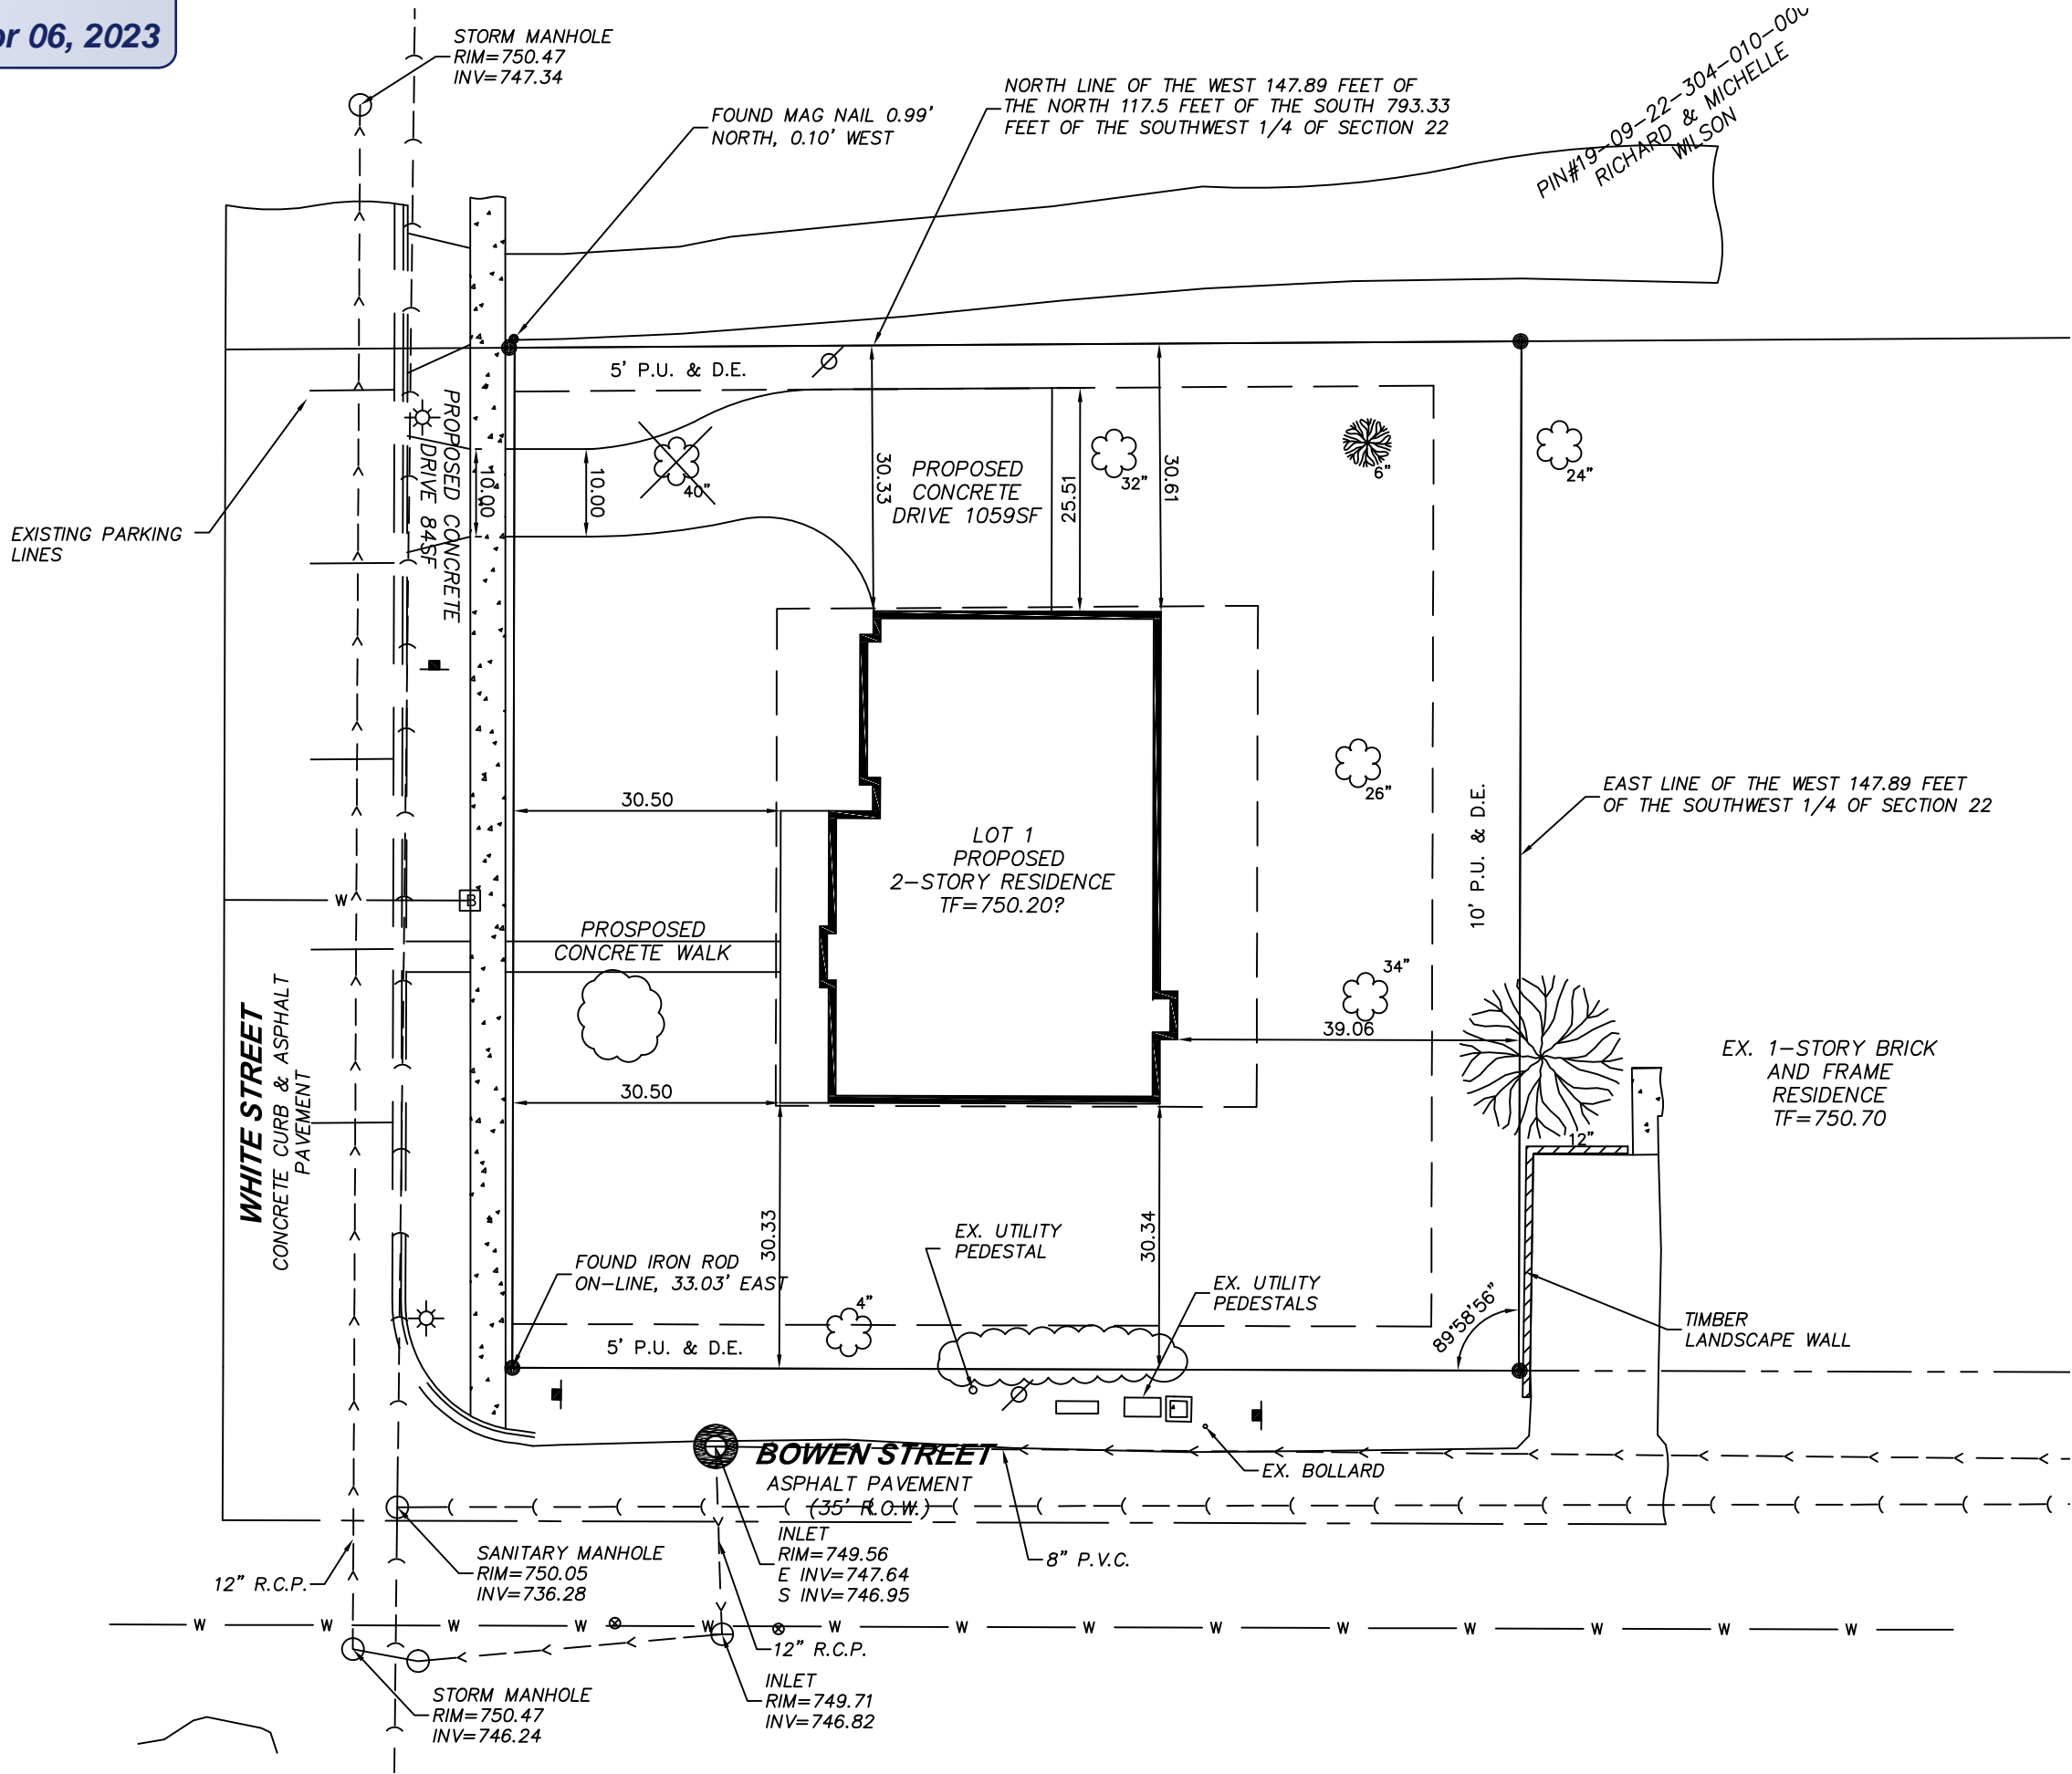 06, 2023
STORM MANHOLE
RIM=750.47
INV=747.34
FOUND MAG NAIL 0.99'
NORTH, 0.10' WEST
NORTH LINE OF THE WEST 147.89 FEET OF
THE NORTH 117.5 FEET OF THE SOUTH 793.33
FEET OF THE SOUTHWEST 1/4 OF SECTION 22
PIN#19-09-22-304-010-000
RICHARD & MICHELLE
WILSON
5' P.U. & D.E.
EXISTING PARKING
LINES
PROPOSED CONCRETE
DRIVE 84SF
10.00
10.00
40"
30.33
PROPOSED
CONCRETE
DRIVE 1059SF
25.51
32"
30.61
6"
24"
30.50
26"
LOT 1
PROPOSED
2-STORY RESIDENCE
TF=750.20?
10' P.U. & D.E.
EAST LINE OF THE WEST 147.89 FEET
OF THE SOUTHWEST 1/4 OF SECTION 22
W
B
PROSPOSED
CONCRETE WALK
34"
39.06
WHITE STREET
CONCRETE CURB & ASPHALT
PAVEMENT
30.50
EX. 1-STORY BRICK
AND FRAME
RESIDENCE
TF=750.70
12"
30.33
30.34
EX. UTILITY
PEDESTAL
FOUND IRON ROD
ON-LINE, 33.03' EAST
EX. UTILITY
PEDESTALS
4"
89°58'56"
TIMBER
LANDSCAPE WALL
5' P.U. & D.E.
BOWEN STREET
ASPHALT PAVEMENT
(35' R.O.W.)
EX. BOLLARD
INLET
RIM=749.56
E INV=747.64
S INV=746.95
8" P.V.C.
SANITARY MANHOLE
RIM=750.05
INV=736.28
12" R.C.P.
W W W W W W W W W W W W W W
12" R.C.P.
INLET
RIM=749.71
INV=746.82
STORM MANHOLE
RIM=750.47
INV=746.24